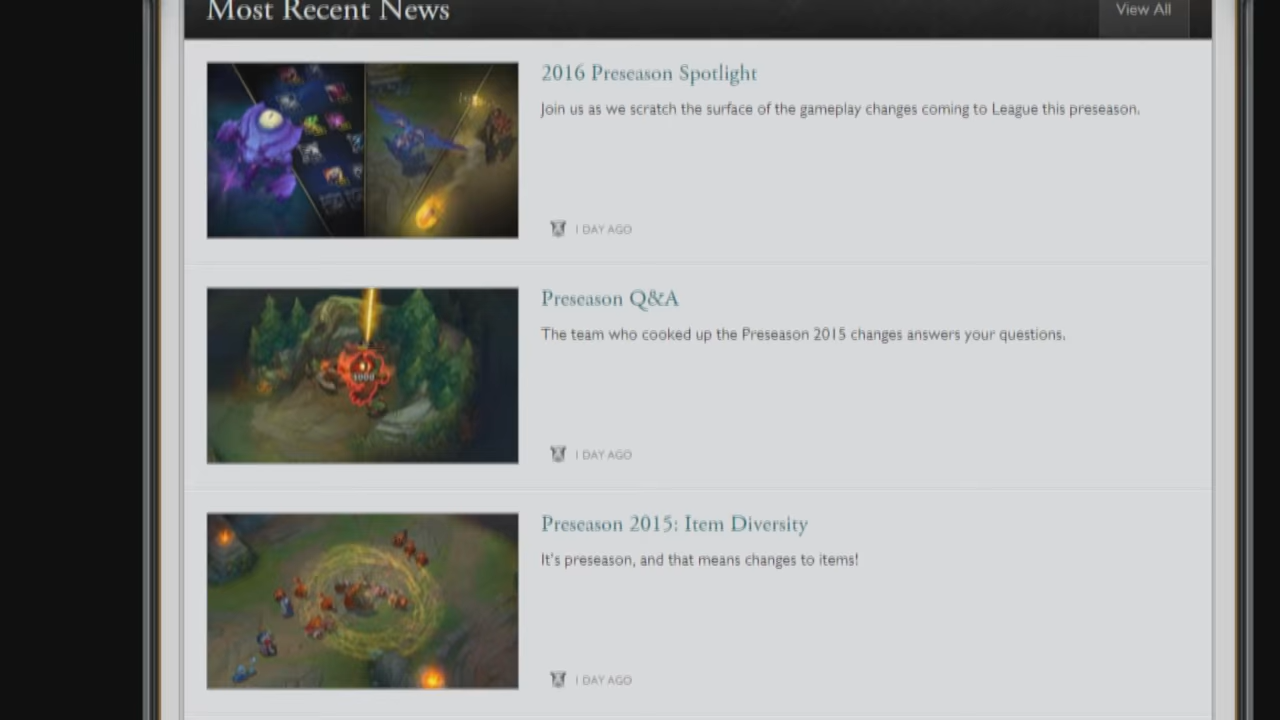 Most Recent News
View All
2016 Preseason Spotlight
Join us as we scratch the surface of the gameplay changes coming to League this preseason.
1 DAY AGO
Preseason Q&A
The team who cooked up the Preseason 2015 changes answers your questions.
1000
1 DAY AGO
Preseason 2015: Item Diversity
It's preseason, and that means changes to items!
1 DAY AGO